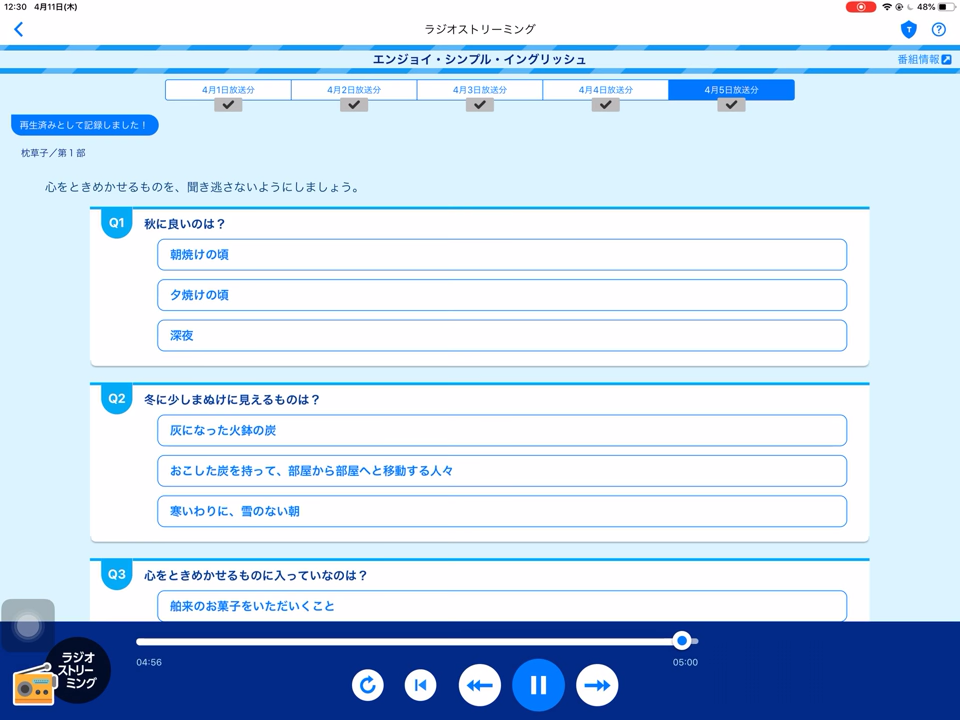 12:30 4月11日(木)
48%
ラジオストリーミング
エンジョイ・シンプル・イングリッシュ
番組情報
4月1日放送分
4月2日放送分
4月3日放送分
4月4日放送分
4月5日放送分
再生済みとして記録しました！
枕草子／第１部
心をときめかせるものを、聞き逃さないようにしましょう。
Q1 秋に良いのは？
朝焼けの頃
夕焼けの頃
深夜
Q2 冬に少しまぬけに見えるものは？
灰になった火鉢の炭
おこした炭を持って、部屋から部屋へと移動する人々
寒いわりに、雪のない朝
Q3 心をときめかせるものに入っていなのは？
舶来のお菓子をいただいくこと
ラジオ
ストリー
ミング
04:56
05:00